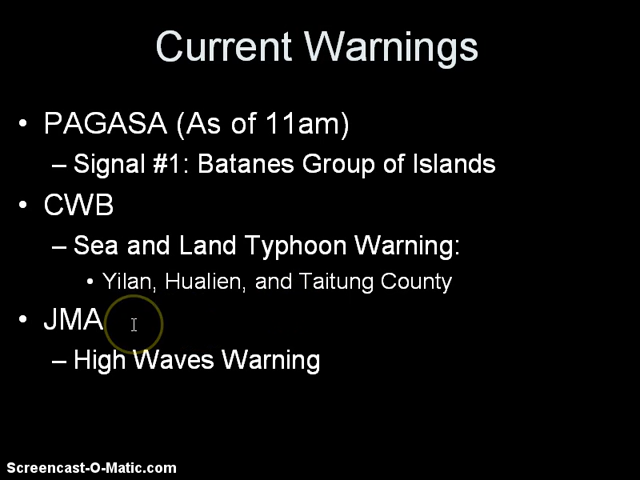 Current Warnings
• PAGASA (As of 11am)
– Signal #1: Batanes Group of Islands
• CWB
– Sea and Land Typhoon Warning:
• Yilan, Hualien, and Taitung County
• JMA
– High Waves Warning
Screencast-O-Matic.com